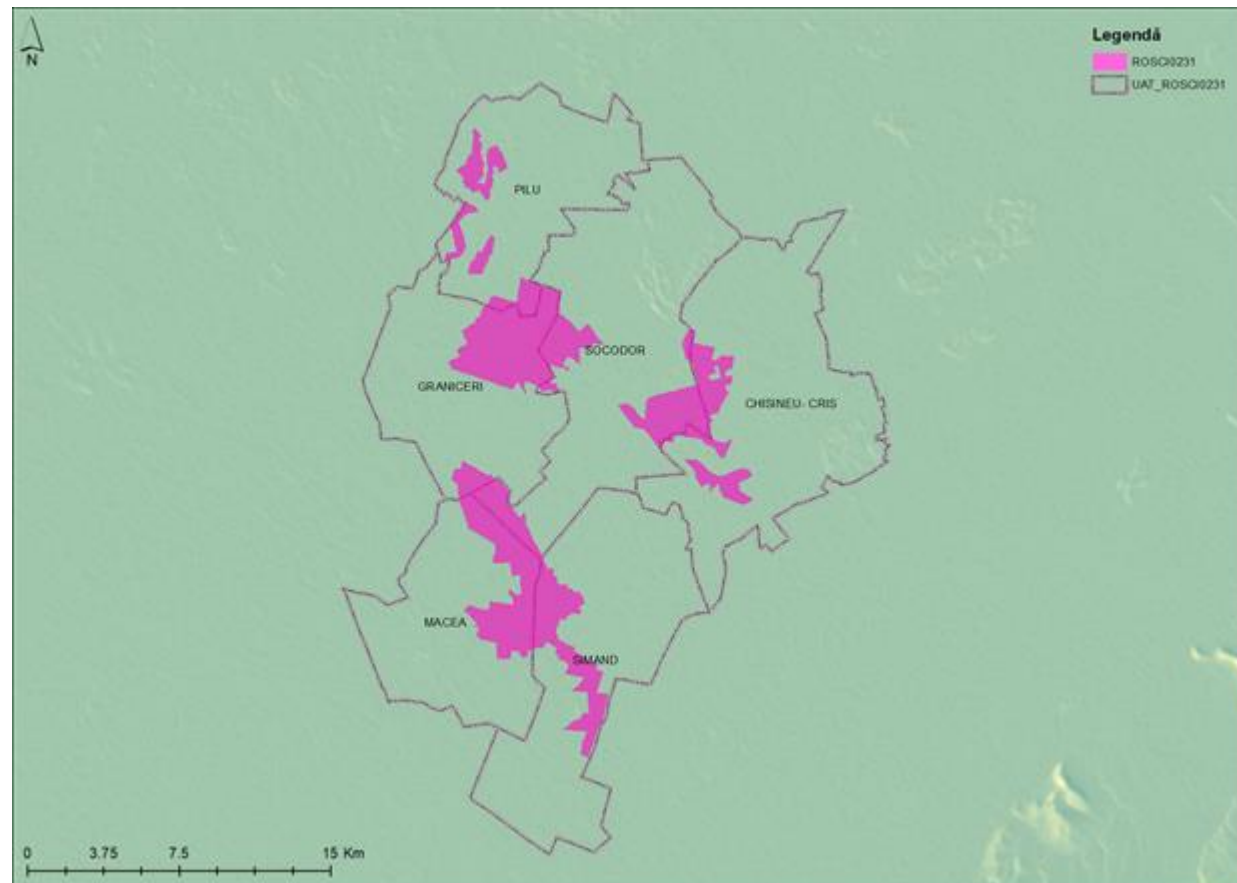 Legendă
ROSCI0231
UAT_ROSCI0231
N
PILU
SOCODOR
GRANICERI
CHISINEU- CRIS
MACEA
SIMAND
0 3.75 7.5 15 Km